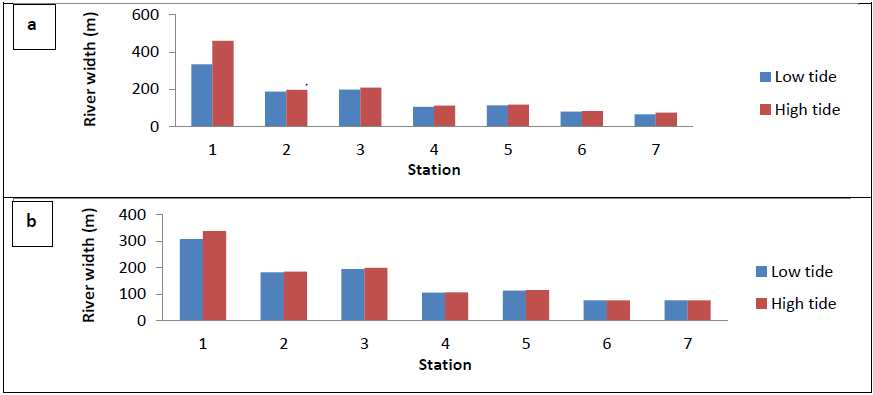 a
River width (m)
600
400
200
0
1 2 3 4 5 6 7
Station
Low tide
High tide
b
River width (m)
400
300
200
100
0
1 2 3 4 5 6 7
Station
Low tide
High tide